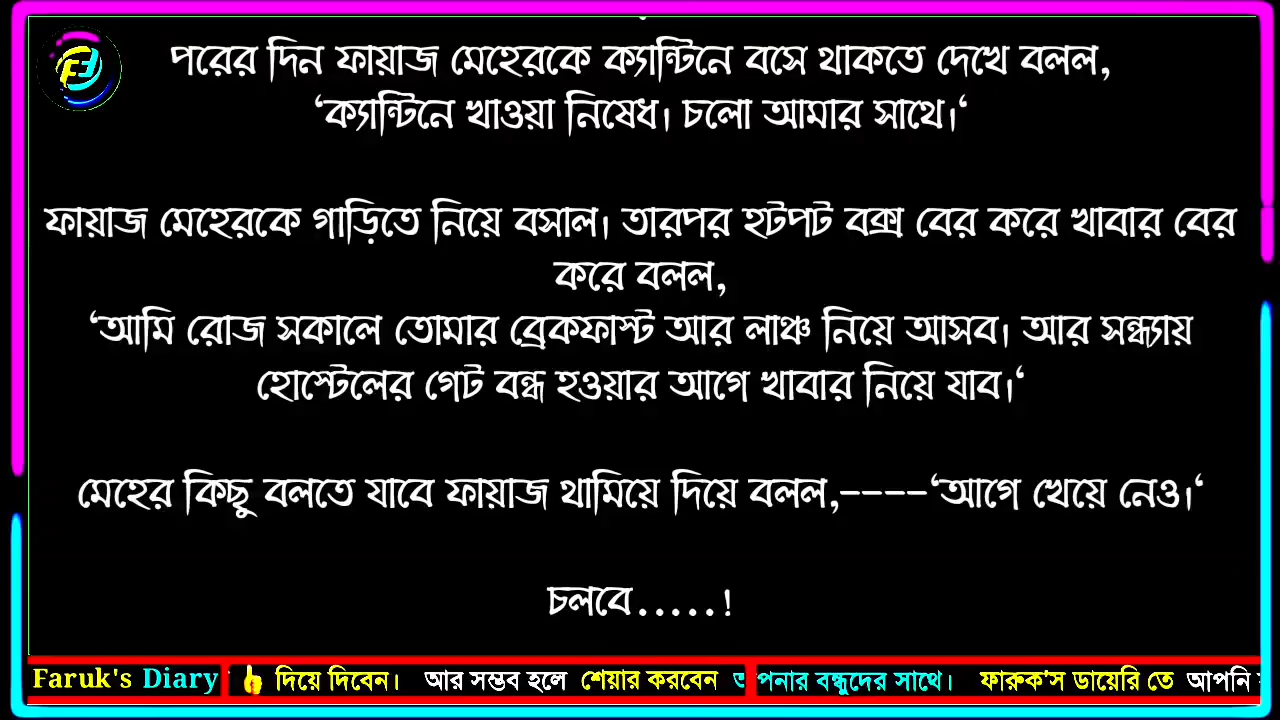 পরের দিন ফায়াজ মেহেরকে ক্যান্টিনে বসে থাকতে দেখে বলল,
‘ক্যান্টিনে খাওয়া নিষেধ। চলো আমার সাথে।‘
ফায়াজ মেহেরকে গাড়িতে নিয়ে বসাল। তারপর হটপট বক্স বের করে খাবার বের
করে বলল,
‘আমি রোজ সকালে তোমার ব্রেকফাস্ট আর লাঞ্চ নিয়ে আসব। আর সন্ধ্যায়
হোস্টেলের গেট বন্ধ হওয়ার আগে খাবার নিয়ে যাব।‘
মেহের কিছু বলতে যাবে ফায়াজ থামিয়ে দিয়ে বলল,----‘আগে খেয়ে নেও।‘
চলবে.....!
Faruk's Diary 👍 দিয়ে দিবেন। আর সম্ভব হলে শেয়ার করবেন পনার বন্ধুদের সাথে। ফারুক'স ডায়েরি তে আপনি